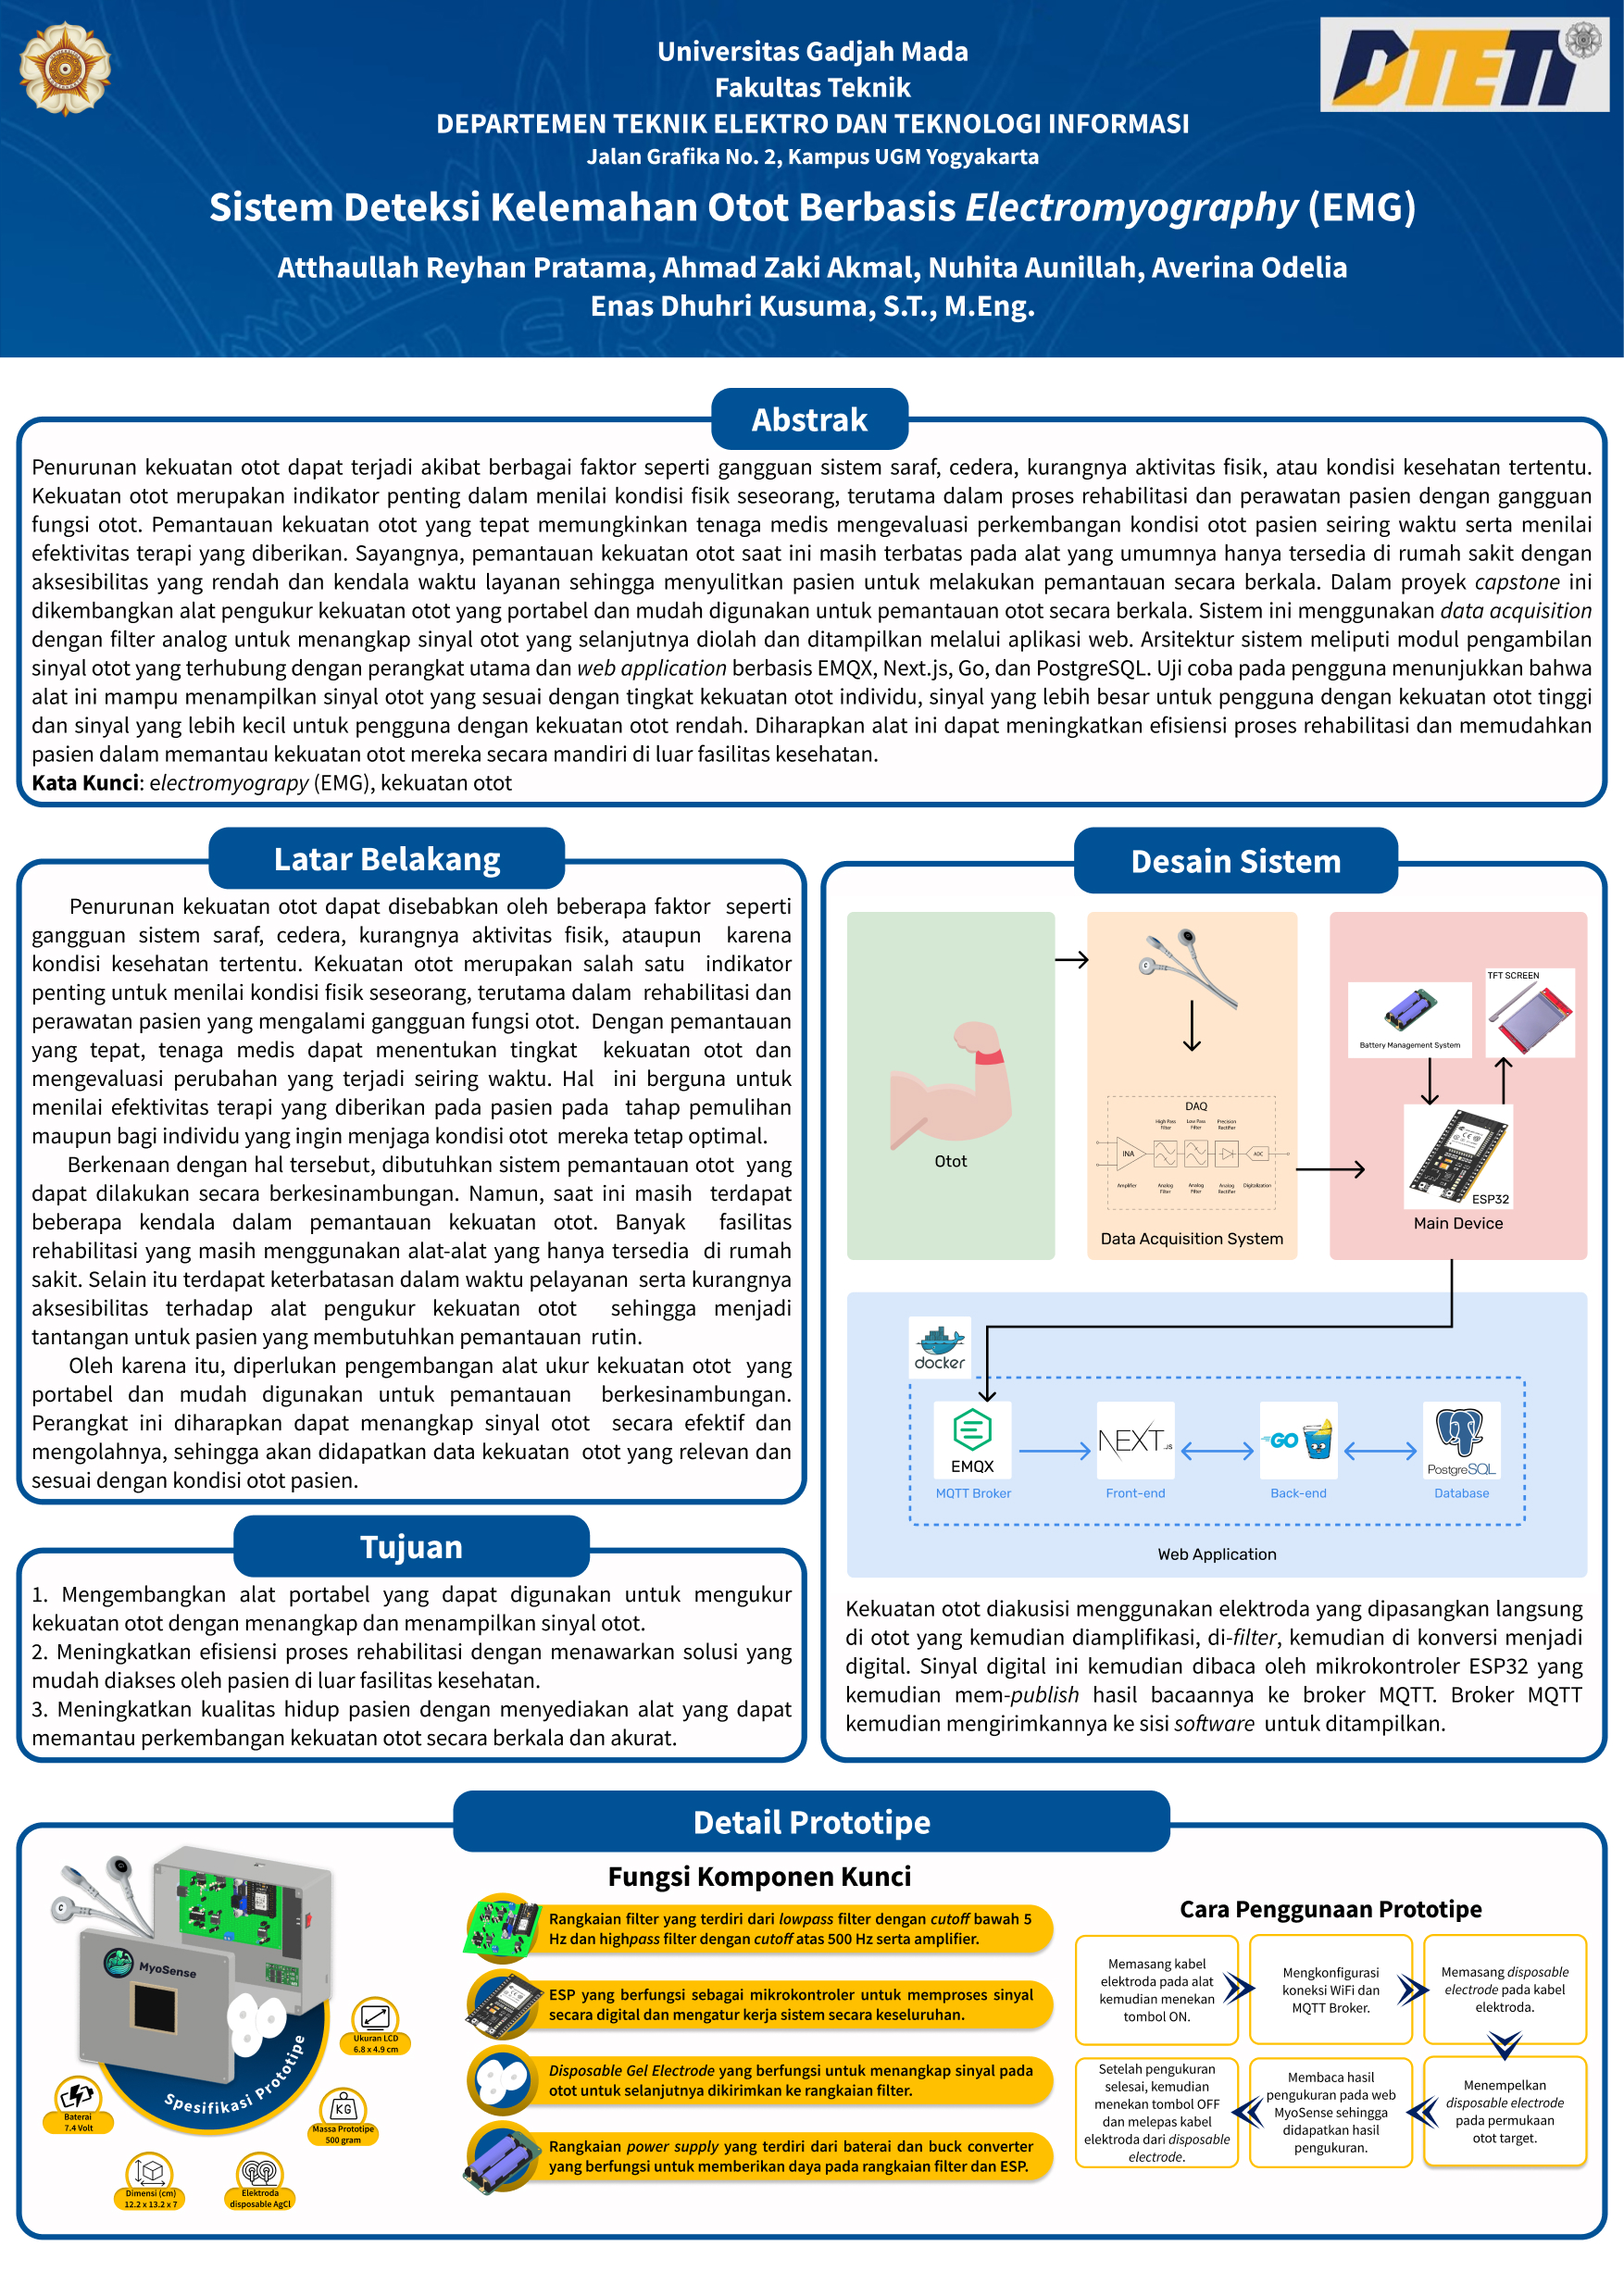 Universitas Gadjah Mada
Fakultas Teknik
DEPARTEMEN TEKNIK ELEKTRO DAN TEKNOLOGI INFORMASI
Jalan Grafika No. 2, Kampus UGM Yogyakarta
DTETI
Sistem Deteksi Kelemahan Otot Berbasis Electromyography (EMG)
Atthaullah Reyhan Pratama, Ahmad Zaki Akmal, Nuhita Aunillah, Averina Odelia
Enas Dhuhri Kusuma, S.T., M.Eng.
Abstrak
Penurunan kekuatan otot dapat terjadi akibat berbagai faktor seperti gangguan sistem saraf, cedera, kurangnya aktivitas fisik, atau kondisi kesehatan tertentu.
Kekuatan otot merupakan indikator penting dalam menilai kondisi fisik seseorang, terutama dalam proses rehabilitasi dan perawatan pasien dengan gangguan
fungsi otot. Pemantauan kekuatan otot yang tepat memungkinkan tenaga medis mengevaluasi perkembangan kondisi otot pasien seiring waktu serta menilai
efektivitas terapi yang diberikan. Sayangnya, pemantauan kekuatan otot saat ini masih terbatas pada alat yang umumnya hanya tersedia di rumah sakit dengan
aksesibilitas yang rendah dan kendala waktu layanan sehingga menyulitkan pasien untuk melakukan pemantauan secara berkala. Dalam proyek capstone ini
dikembangkan alat pengukur kekuatan otot yang portabel dan mudah digunakan untuk pemantauan otot secara berkala. Sistem ini menggunakan data acquisition
dengan filter analog untuk menangkap sinyal otot yang selanjutnya diolah dan ditampilkan melalui aplikasi web. Arsitektur sistem meliputi modul pengambilan
sinyal otot yang terhubung dengan perangkat utama dan web application berbasis EMQX, Next.js, Go, dan PostgreSQL. Uji coba pada pengguna menunjukkan bahwa
alat ini mampu menampilkan sinyal otot yang sesuai dengan tingkat kekuatan otot individu, sinyal yang lebih besar untuk pengguna dengan kekuatan otot tinggi
dan sinyal yang lebih kecil untuk pengguna dengan kekuatan otot rendah. Diharapkan alat ini dapat meningkatkan efisiensi proses rehabilitasi dan memudahkan
pasien dalam memantau kekuatan otot mereka secara mandiri di luar fasilitas kesehatan.
Kata Kunci: electromyograpy (EMG), kekuatan otot
Latar Belakang
Penurunan kekuatan otot dapat disebabkan oleh beberapa faktor seperti
gangguan sistem saraf, cedera, kurangnya aktivitas fisik, ataupun karena
kondisi kesehatan tertentu. Kekuatan otot merupakan salah satu indikator
penting untuk menilai kondisi fisik seseorang, terutama dalam rehabilitasi dan
perawatan pasien yang mengalami gangguan fungsi otot. Dengan pemantauan
yang tepat, tenaga medis dapat menentukan tingkat kekuatan otot dan
mengevaluasi perubahan yang terjadi seiring waktu. Hal ini berguna untuk
menilai efektivitas terapi yang diberikan pada pasien pada tahap pemulihan
maupun bagi individu yang ingin menjaga kondisi otot mereka tetap optimal.
Berkenaan dengan hal tersebut, dibutuhkan sistem pemantauan otot yang
dapat dilakukan secara berkesinambungan. Namun, saat ini masih terdapat
beberapa kendala dalam pemantauan kekuatan otot. Banyak fasilitas
rehabilitasi yang masih menggunakan alat-alat yang hanya tersedia di rumah
sakit. Selain itu terdapat keterbatasan dalam waktu pelayanan serta kurangnya
aksesibilitas terhadap alat pengukur kekuatan otot sehingga menjadi
tantangan untuk pasien yang membutuhkan pemantauan rutin.
Oleh karena itu, diperlukan pengembangan alat ukur kekuatan otot yang
portabel dan mudah digunakan untuk pemantauan berkesinambungan.
Perangkat ini diharapkan dapat menangkap sinyal otot secara efektif dan
mengolahnya, sehingga akan didapatkan data kekuatan otot yang relevan dan
sesuai dengan kondisi otot pasien.
Tujuan
1. Mengembangkan alat portabel yang dapat digunakan untuk mengukur
kekuatan otot dengan menangkap dan menampilkan sinyal otot.
2. Meningkatkan efisiensi proses rehabilitasi dengan menawarkan solusi yang
mudah diakses oleh pasien di luar fasilitas kesehatan.
3. Meningkatkan kualitas hidup pasien dengan menyediakan alat yang dapat
memantau perkembangan kekuatan otot secara berkala dan akurat.
Desain Sistem
Otot
C
DAQ
High Pass Filter
Low Pass Filter
Precision Rectifier
INA
ADC
Amplifier
Analog Filter
Analog Filter
Analog Rectifier
Digitalization
Data Acquisition System
TFT SCREEN
Battery Management System
ESP32
Main Device
docker
EMQX
MQTT Broker
NEXT.JS
Front-end
GO
Back-end
PostgreSQL
Database
Web Application
Kekuatan otot diakusisi menggunakan elektroda yang dipasangkan langsung
di otot yang kemudian diamplifikasi, di-filter, kemudian di konversi menjadi
digital. Sinyal digital ini kemudian dibaca oleh mikrokontroler ESP32 yang
kemudian mem-publish hasil bacaannya ke broker MQTT. Broker MQTT
kemudian mengirimkannya ke sisi software untuk ditampilkan.
Detail Prototipe
C
MyoSense
Spesifikasi Prototipe
Ukuran LCD
6.8 x 4.9 cm
Baterai
7.4 Volt
KG
Massa Prototipe
500 gram
Dimensi (cm)
12.2 x 13.2 x 7
Elektroda
disposable AgCl
Fungsi Komponen Kunci
Rangkaian filter yang terdiri dari lowpass filter dengan cutoff bawah 5
Hz dan highpass filter dengan cutoff atas 500 Hz serta amplifier.
ESP yang berfungsi sebagai mikrokontroler untuk memproses sinyal
secara digital dan mengatur kerja sistem secara keseluruhan.
Disposable Gel Electrode yang berfungsi untuk menangkap sinyal pada
otot untuk selanjutnya dikirimkan ke rangkaian filter.
Rangkaian power supply yang terdiri dari baterai dan buck converter
yang berfungsi untuk memberikan daya pada rangkaian filter dan ESP.
Cara Penggunaan Prototipe
Memasang kabel
elektroda pada alat
kemudian menekan
tombol ON.
Mengkonfigurasi
koneksi WiFi dan
MQTT Broker.
Memasang disposable
electrode pada kabel
elektroda.
Menempelkan
disposable electrode
pada permukaan
otot target.
Membaca hasil
pengukuran pada web
MyoSense sehingga
didapatkan hasil
pengukuran.
Setelah pengukuran
selesai, kemudian
menekan tombol OFF
dan melepas kabel
elektroda dari disposable
electrode.